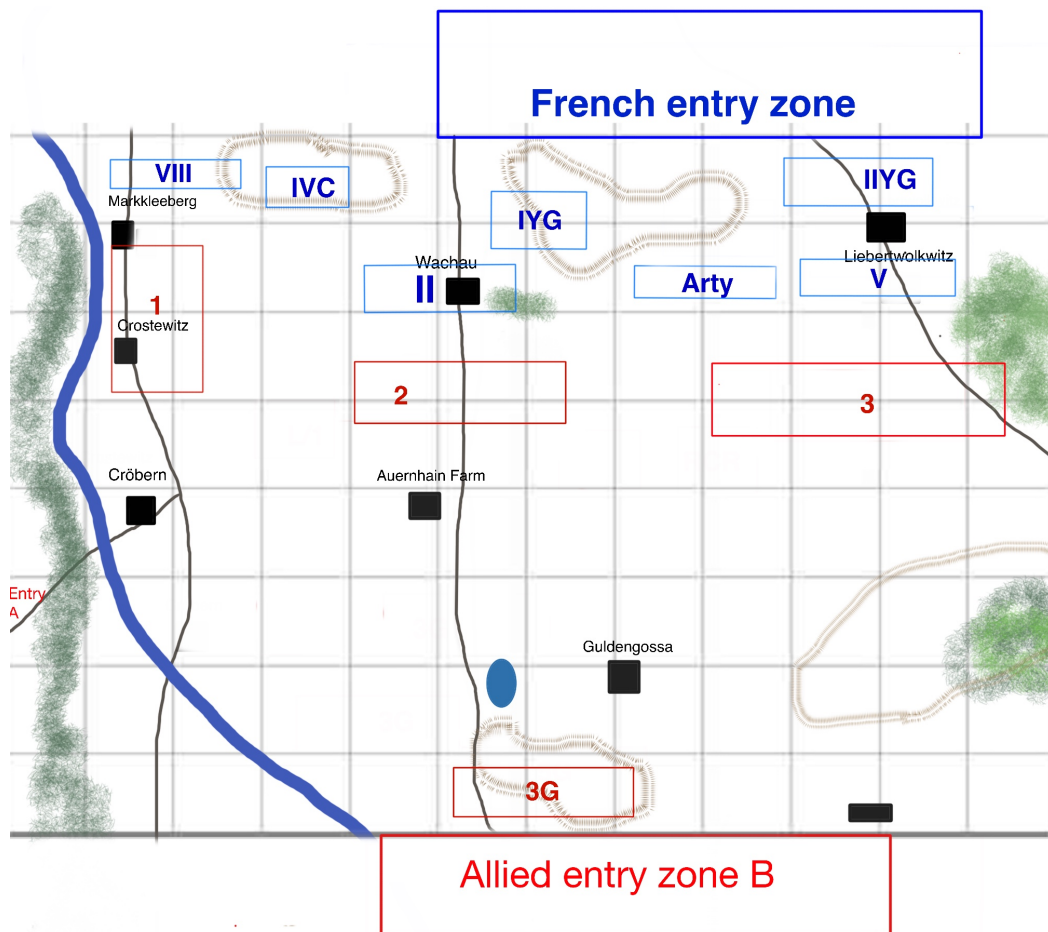 French entry zone
VIII
IVC
IIYG
Markkleeberg
IYG
Liebertwolkwitz
Wachau
II
Arty
V
1
Crostewitz
2
3
Cröbern
Auernhain Farm
Entry
A
Guldengossa
3G
Allied entry zone B